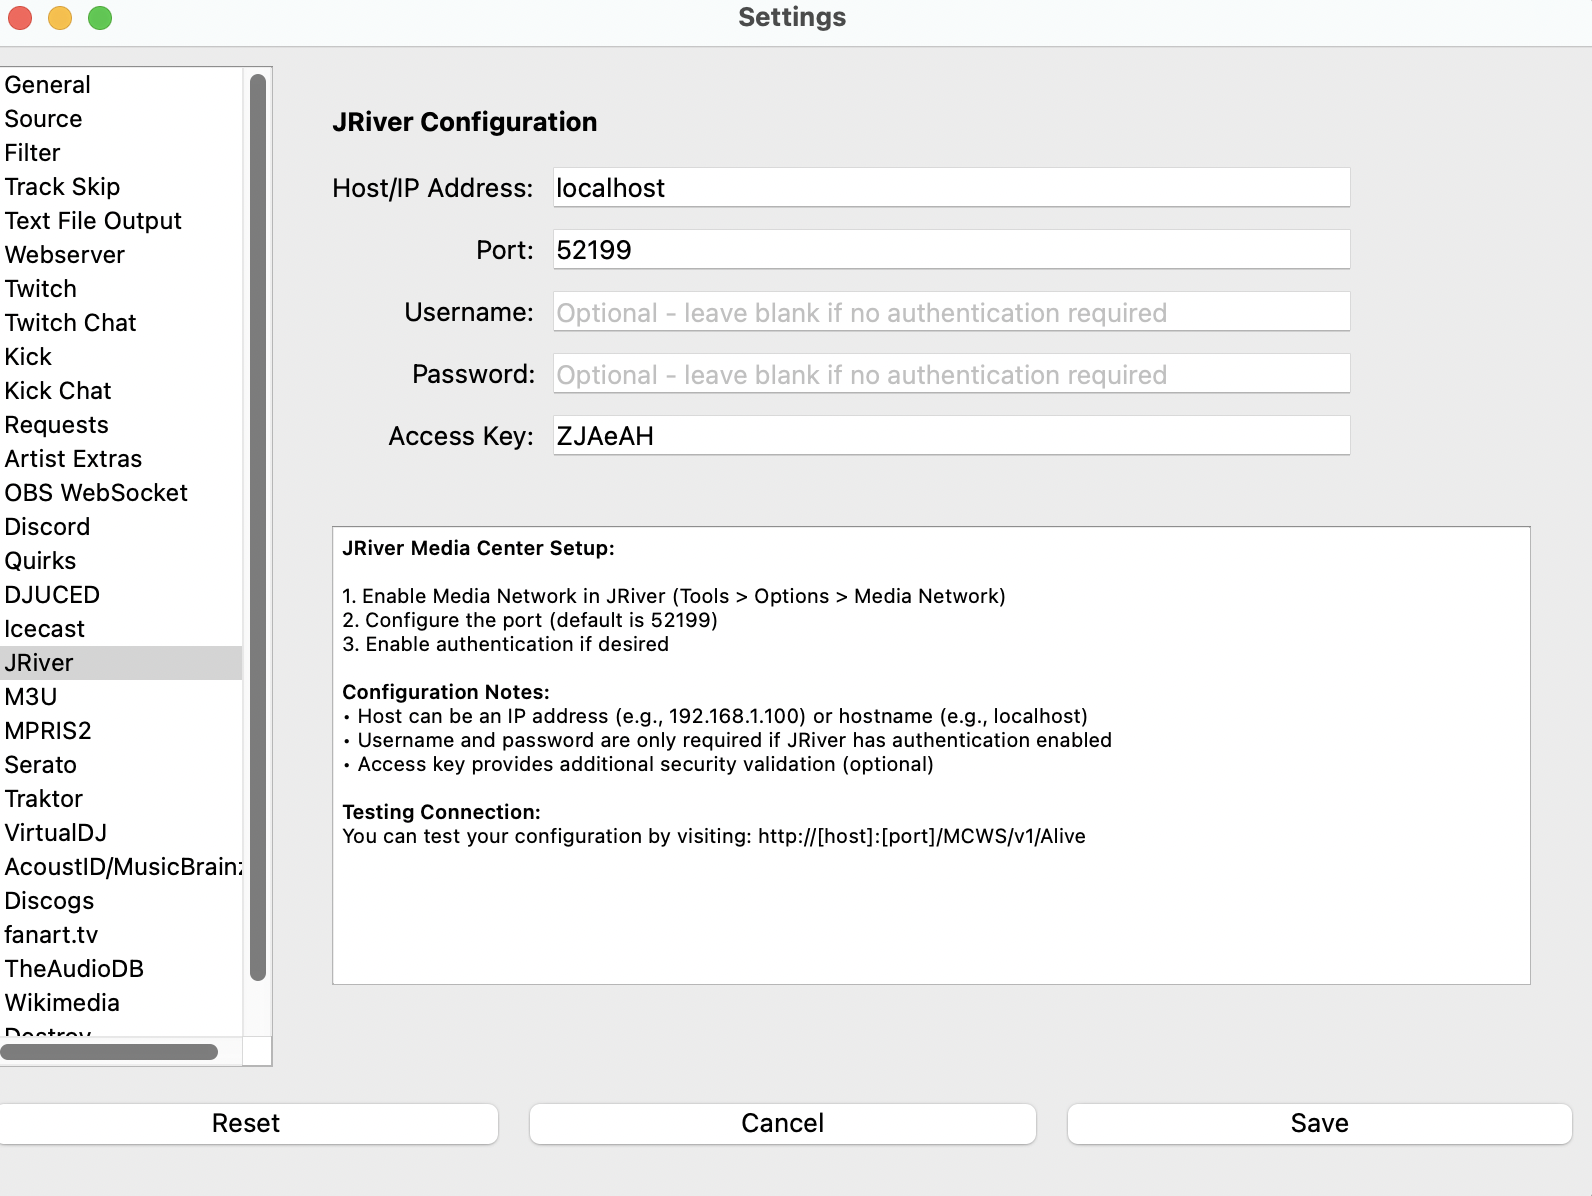 Settings
General
Source
Filter
Track Skip
Text File Output
Webserver
Twitch
Twitch Chat
Kick
Kick Chat
Requests
Artist Extras
OBS WebSocket
Discord
Quirks
DJUCED
Icecast
JRiver
M3U
MPRIS2
Serato
Traktor
VirtualDJ
AcoustID/MusicBrainz
Discogs
fanart.tv
TheAudioDB
Wikimedia
JRiver Configuration
Host/IP Address: localhost
Port: 52199
Username: Optional - leave blank if no authentication required
Password: Optional - leave blank if no authentication required
Access Key: ZJAeAH
JRiver Media Center Setup:
1. Enable Media Network in JRiver (Tools > Options > Media Network)
2. Configure the port (default is 52199)
3. Enable authentication if desired
Configuration Notes:
• Host can be an IP address (e.g., 192.168.1.100) or hostname (e.g., localhost)
• Username and password are only required if JRiver has authentication enabled
• Access key provides additional security validation (optional)
Testing Connection:
You can test your configuration by visiting: http://[host]:[port]/MCWS/v1/Alive
Reset Cancel Save